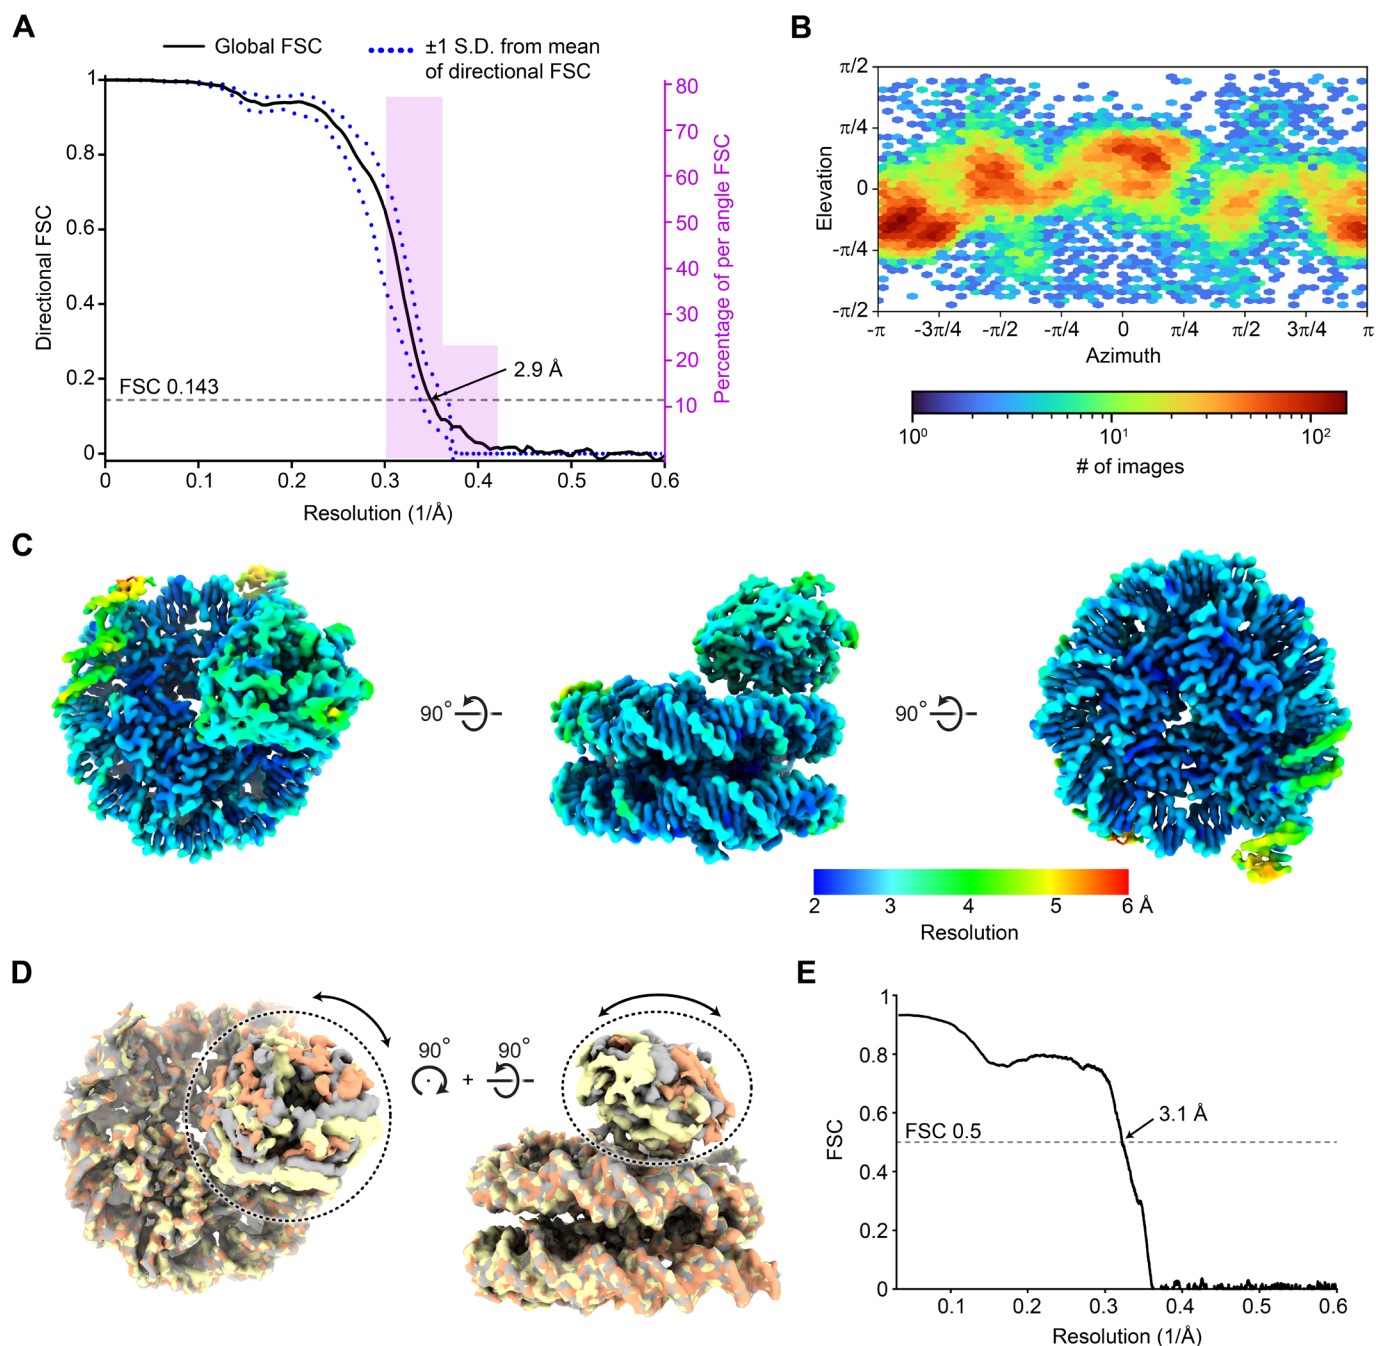 A
Global FSC
±1 S.D. from mean
of directional FSC
1
0.8
0.6
0.4
0.2
0
Directional FSC
FSC 0.143
2.9 Å
80
70
60
50
40
30
20
10
Percentage of per angle FSC
0
0.1
0.2
0.3
0.4
0.5
0.6
Resolution (1/Å)
B
π/2
π/4
0
-π/4
-π/2
Elevation
-π
-3π/4
-π/2
-π/4
0
π/4
π/2
3π/4
π
Azimuth
10⁰
10¹
10²
# of images
C
90°
90°
2
3
4
5
6 Å
Resolution
D
90°
+
90°
E
1
0.8
0.6
0.4
0.2
0
FSC
FSC 0.5
3.1 Å
0.1
0.2
0.3
0.4
0.5
0.6
Resolution (1/Å)